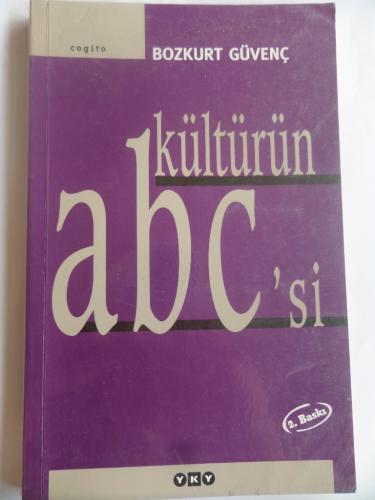 cogito
BOZKURT GÜVENÇ
kültürün
abc'si
2. Baskı
YKY